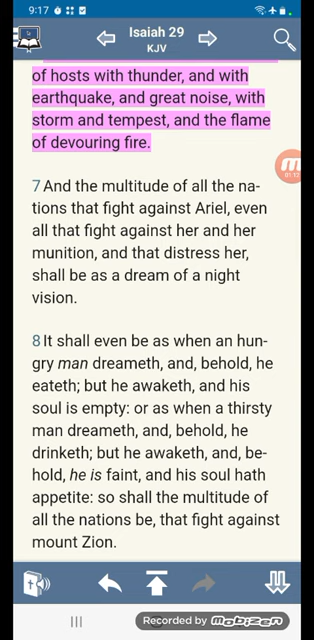 9:17
Isaiah 29
KJV
of hosts with thunder, and with
earthquake, and great noise, with
storm and tempest, and the flame
of devouring fire.
01:13
7 And the multitude of all the na-
tions that fight against Ariel, even
all that fight against her and her
munition, and that distress her,
shall be as a dream of a night
vision.
8 It shall even be as when an hun-
gry man dreameth, and, behold, he
eateth; but he awaketh, and his
soul is empty: or as when a thirsty
man dreameth, and, behold, he
drinketh; but he awaketh, and, be-
hold, he is faint, and his soul hath
appetite: so shall the multitude of
all the nations be, that fight against
mount Zion.
Recorded by mobizen